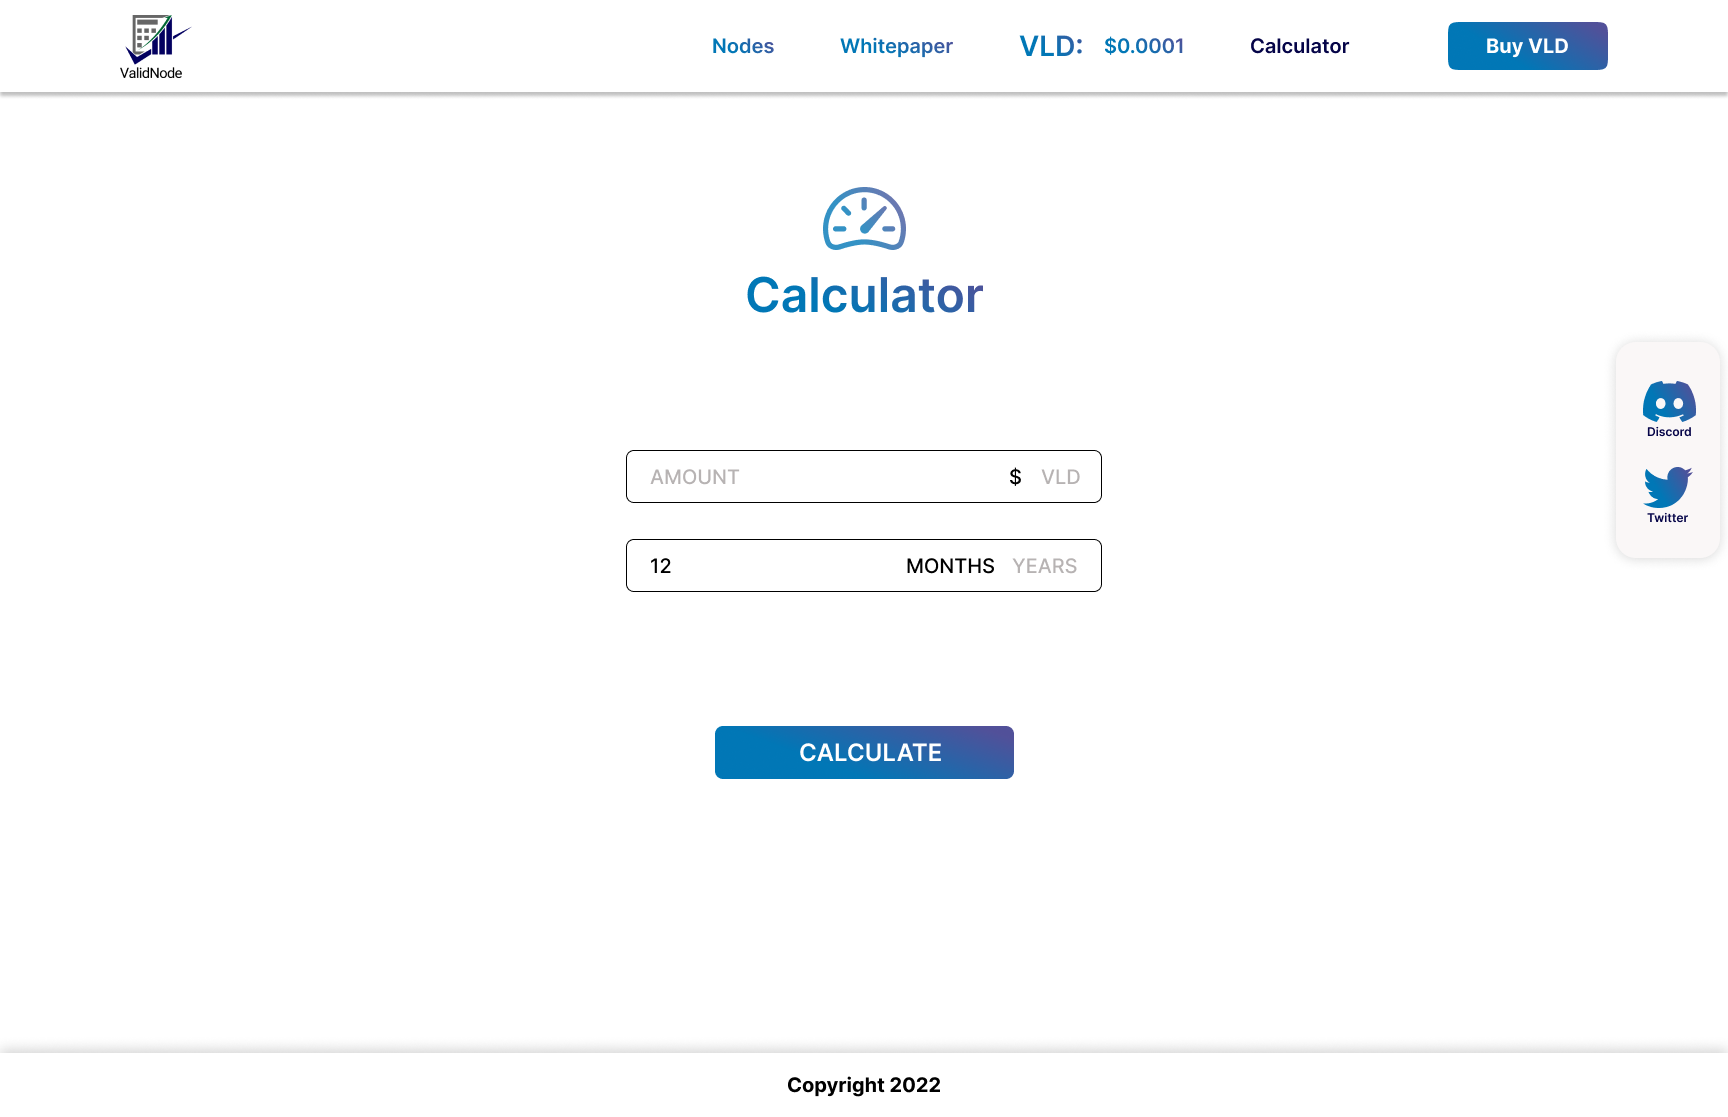 ValidNode
Nodes Whitepaper VLD: $0.0001 Calculator Buy VLD
Calculator
AMOUNT $ VLD
12 MONTHS YEARS
CALCULATE
Discord
Twitter
Copyright 2022